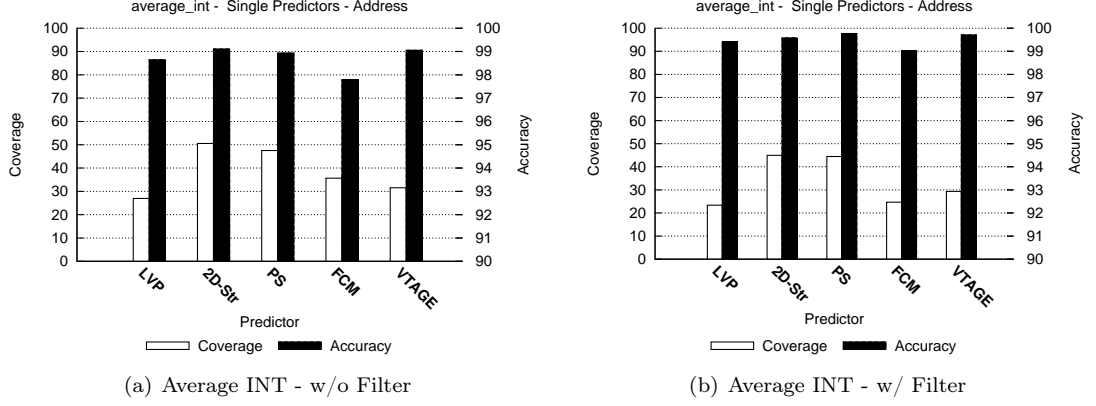 average_int - Single Predictors - Address
100
90
80
70
60
50
40
30
20
10
0
Coverage
100
99
98
97
96
95
94
93
92
91
90
Accuracy
LVP
2D-Str
PS
FCM
VTAGE
Predictor
Coverage Accuracy
(a) Average INT - w/o Filter
average_int - Single Predictors - Address
100
90
80
70
60
50
40
30
20
10
0
Coverage
100
99
98
97
96
95
94
93
92
91
90
Accuracy
LVP
2D-Str
PS
FCM
VTAGE
Predictor
Coverage Accuracy
(b) Average INT - w/ Filter